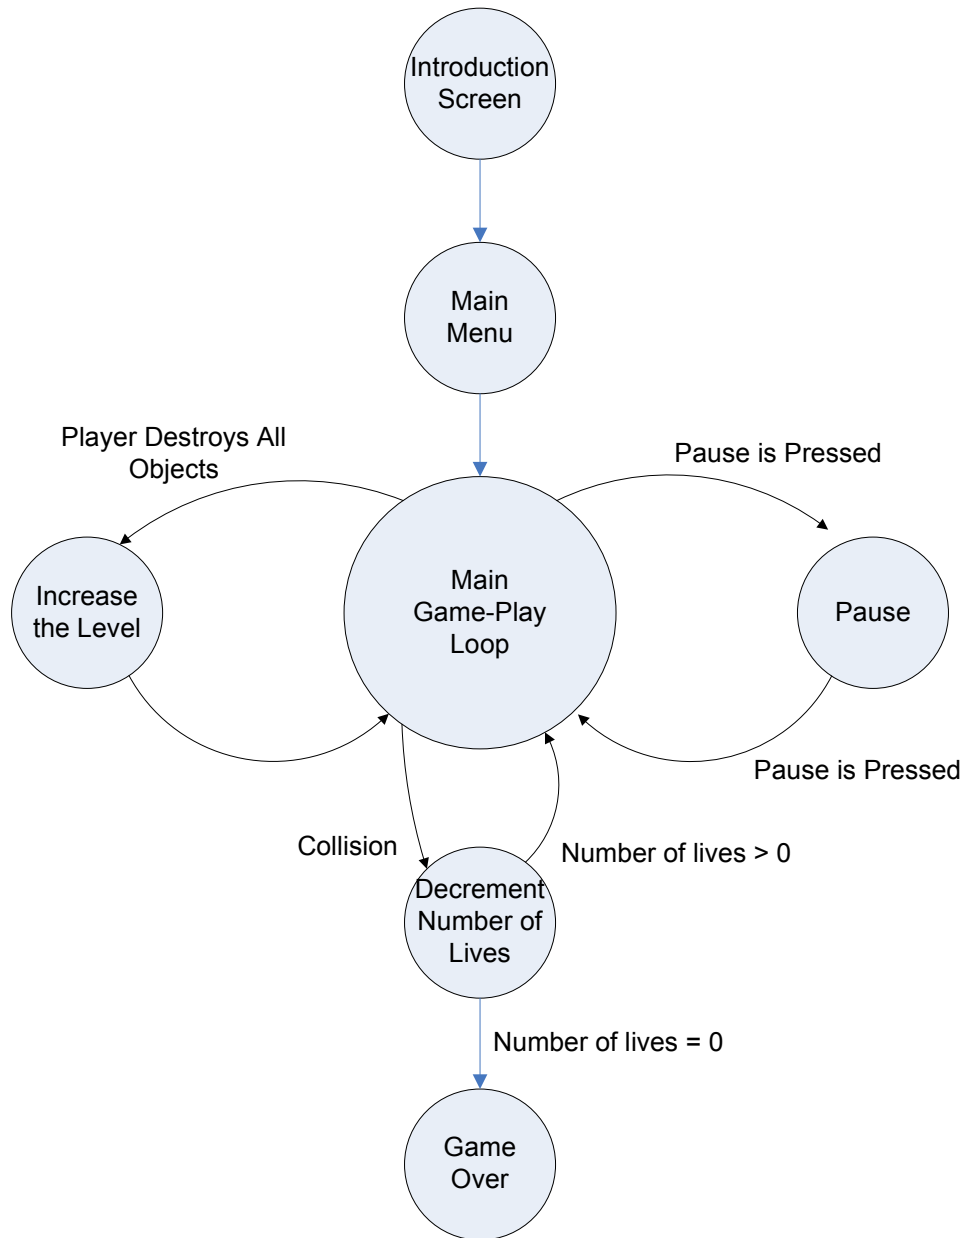 Introduction
Screen
Main
Menu
Player Destroys All
Objects
Pause is Pressed
Increase
the Level
Main
Game-Play
Loop
Pause
Pause is Pressed
Collision
Number of lives > 0
Decrement
Number of
Lives
Number of lives = 0
Game
Over